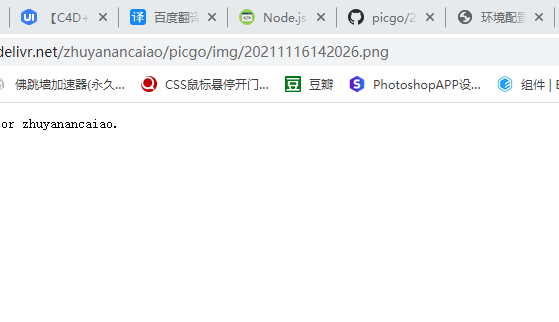 【C4D+ 百度翻译 Node.js picgo/2 环境配置
delivr.net/zhuyanancaiao/picgo/img/20211116142026.png
佛跳墙加速器(永久... CSS鼠标悬停开门... 豆瓣 PhotoshopAPP设... 组件 |
or zhuyanancaiao.